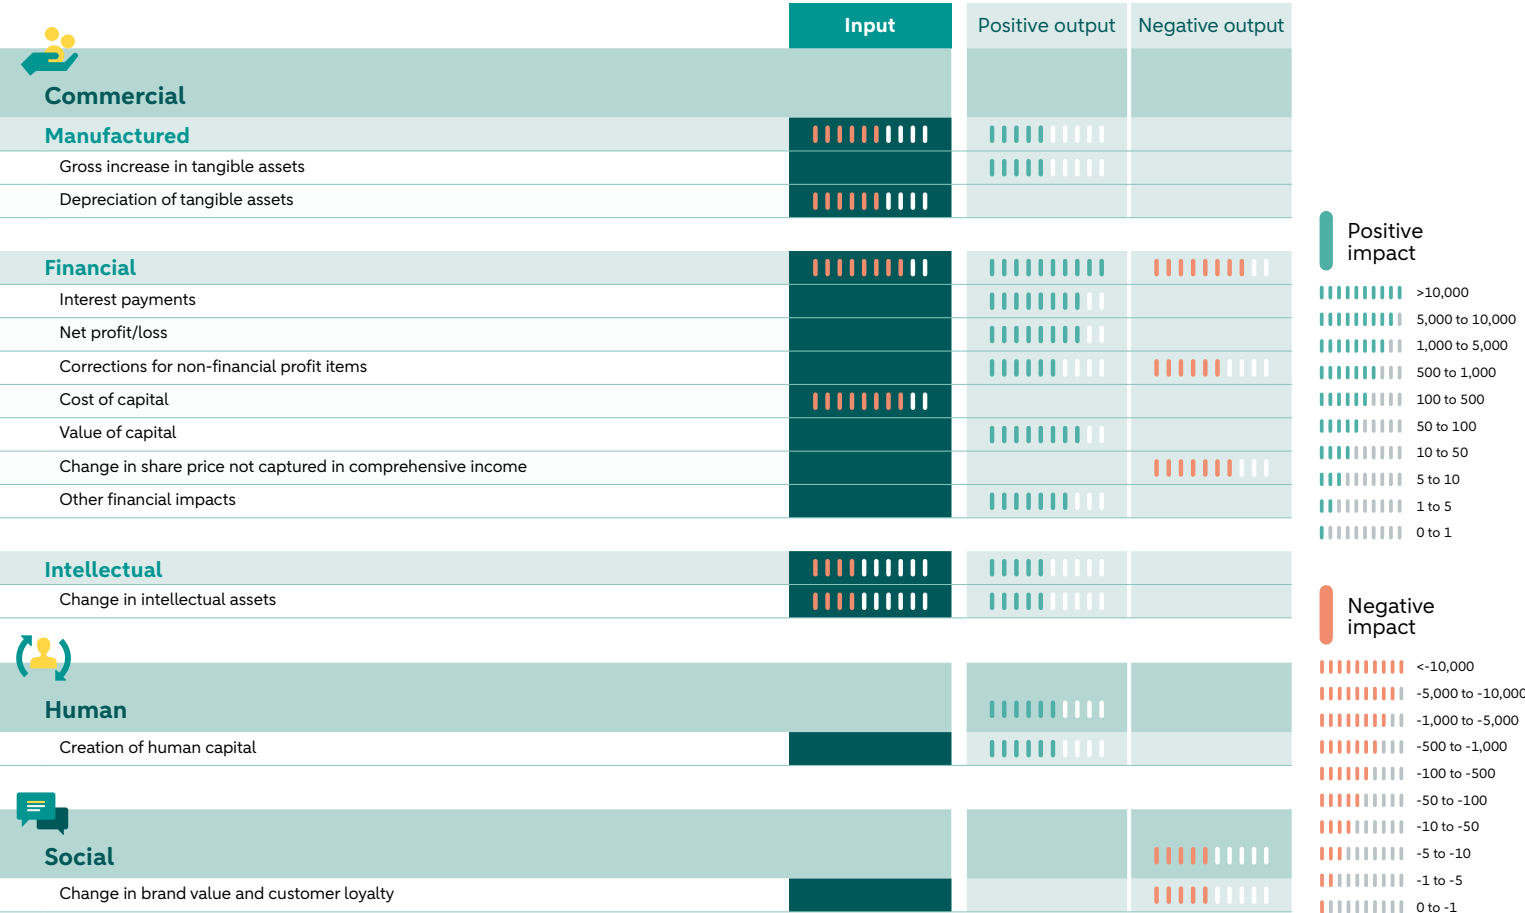 Input Positive output Negative output
Commercial
Manufactured
Gross increase in tangible assets
Depreciation of tangible assets
Financial
Interest payments
Net profit/loss
Corrections for non-financial profit items
Cost of capital
Value of capital
Change in share price not captured in comprehensive income
Other financial impacts
Intellectual
Change in intellectual assets
Human
Creation of human capital
Social
Change in brand value and customer loyalty
Positive
impact
>10,000
5,000 to 10,000
1,000 to 5,000
500 to 1,000
100 to 500
50 to 100
10 to 50
5 to 10
1 to 5
0 to 1
Negative
impact
<-10,000
-5,000 to -10,000
-1,000 to -5,000
-500 to -1,000
-100 to -500
-50 to -100
-10 to -50
-5 to -10
-1 to -5
0 to -1